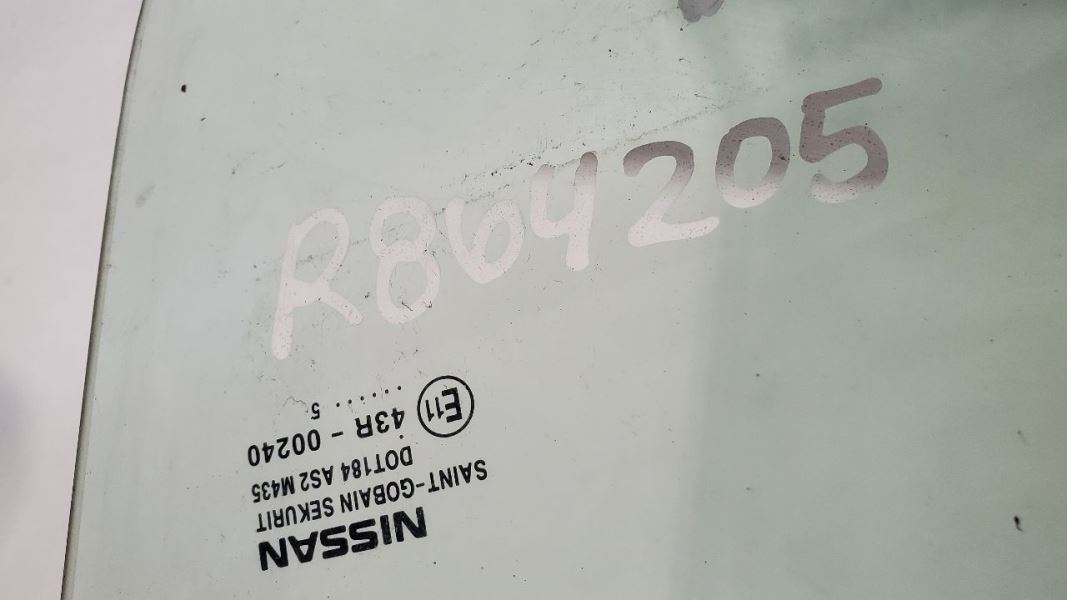 R864205
NISSAN
SAINT-GOBAIN SEKURIT
DOT184 AS2 M435
E11 43R - 00240
. . . . . . 5